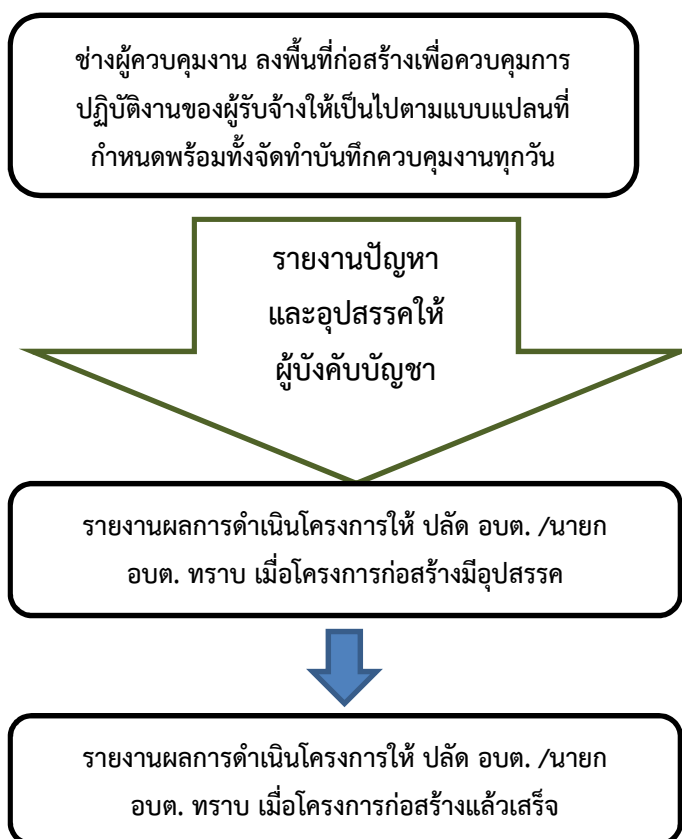 ช่างผู้ควบคุมงาน ลงพื้นที่ก่อสร้างเพื่อควบคุมการ
ปฏิบัติงานของผู้รับจ้างให้เป็นไปตามแบบแปลนที่
กำหนดพร้อมทั้งจัดทำบันทึกควบคุมงานทุกวัน
รายงานปัญหา
และอุปสรรคให้
ผู้บังคับบัญชา
รายงานผลการดำเนินโครงการให้ ปลัด อบต. /นายก
อบต. ทราบ เมื่อโครงการก่อสร้างมีอุปสรรค
รายงานผลการดำเนินโครงการให้ ปลัด อบต. /นายก
อบต. ทราบ เมื่อโครงการก่อสร้างแล้วเสร็จ